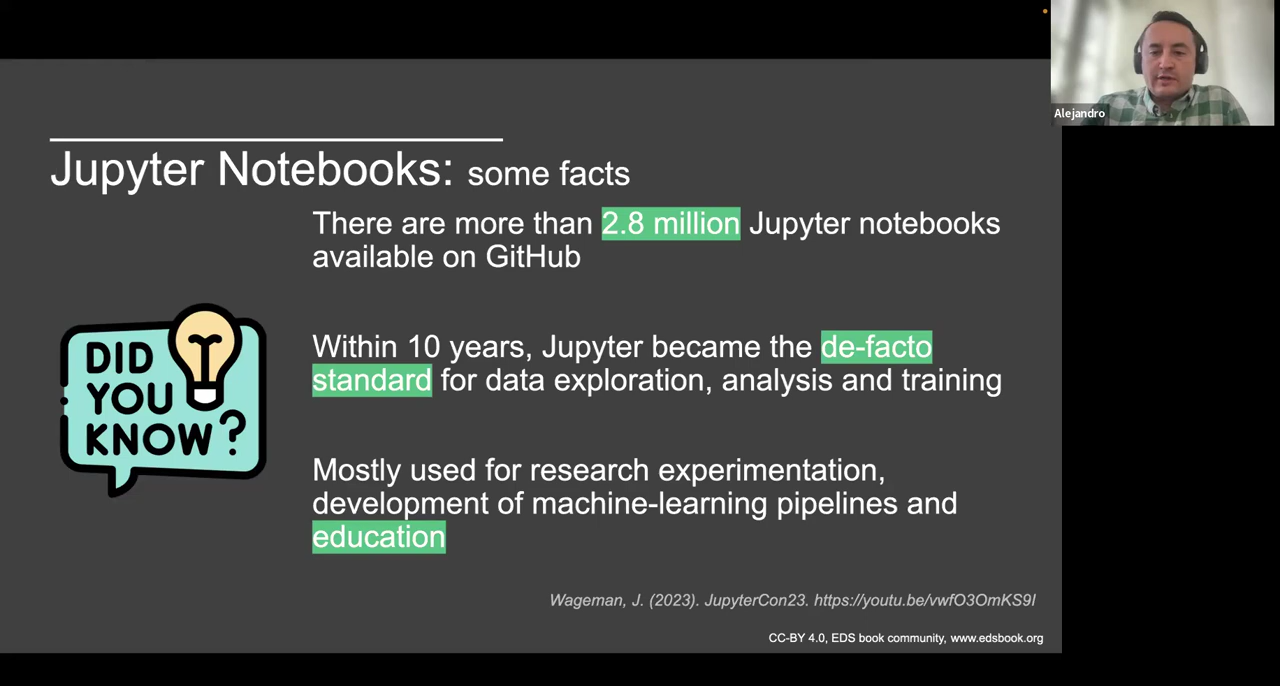 Alejandro
Jupyter Notebooks: some facts
There are more than 2.8 million Jupyter notebooks
available on GitHub
DID
YOU
KNOW?
Within 10 years, Jupyter became the de-facto
standard for data exploration, analysis and training
Mostly used for research experimentation,
development of machine-learning pipelines and
education
Wageman, J. (2023). JupyterCon23. https://youtu.be/vwfO3OmKS9I
CC-BY 4.0, EDS book community, www.edsbook.org